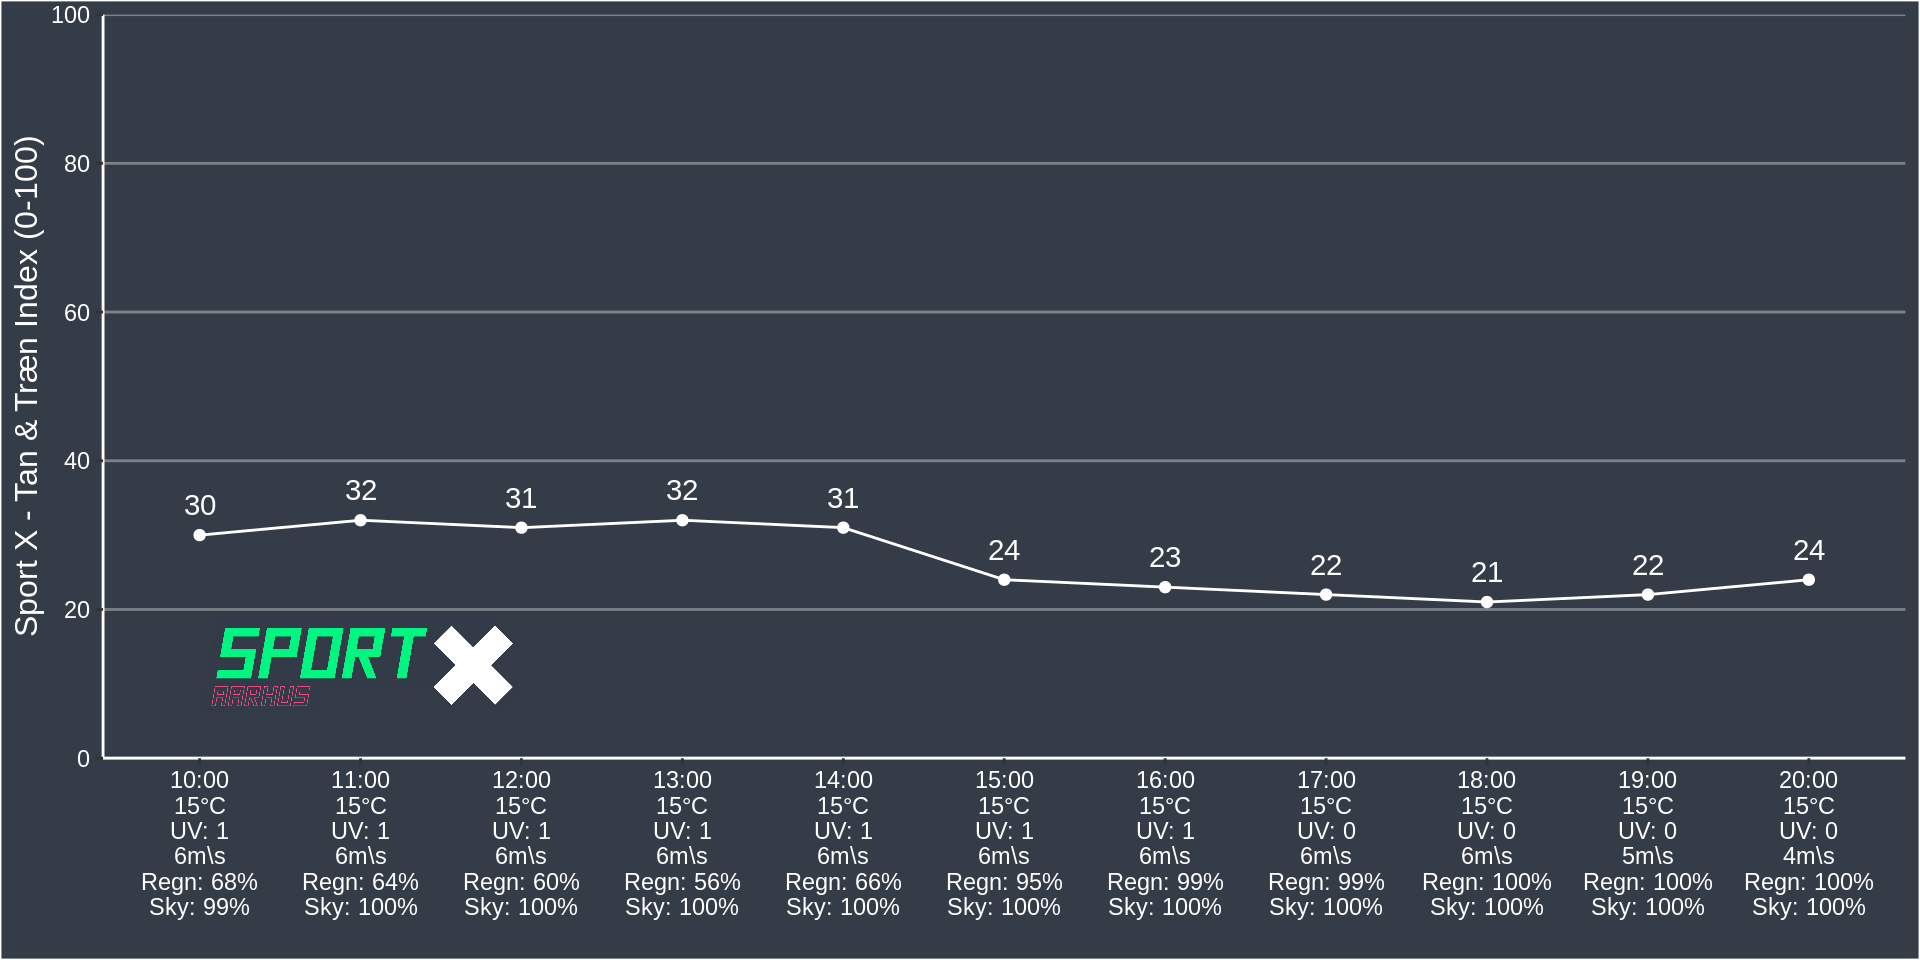 Sport X - Tan & Træn Index (0-100)
100
80
60
40
20
0
30
32
31
32
31
24
23
22
21
22
24
SPORT X
AARHUS
10:00 11:00 12:00 13:00 14:00 15:00 16:00 17:00 18:00 19:00 20:00
15°C 15°C 15°C 15°C 15°C 15°C 15°C 15°C 15°C 15°C 15°C
UV: 1 UV: 1 UV: 1 UV: 1 UV: 1 UV: 1 UV: 1 UV: 0 UV: 0 UV: 0 UV: 0
6m\s 6m\s 6m\s 6m\s 6m\s 6m\s 6m\s 6m\s 6m\s 5m\s 4m\s
Regn: 68% Regn: 64% Regn: 60% Regn: 56% Regn: 66% Regn: 95% Regn: 99% Regn: 99% Regn: 100% Regn: 100% Regn: 100%
Sky: 99% Sky: 100% Sky: 100% Sky: 100% Sky: 100% Sky: 100% Sky: 100% Sky: 100% Sky: 100% Sky: 100% Sky: 100%